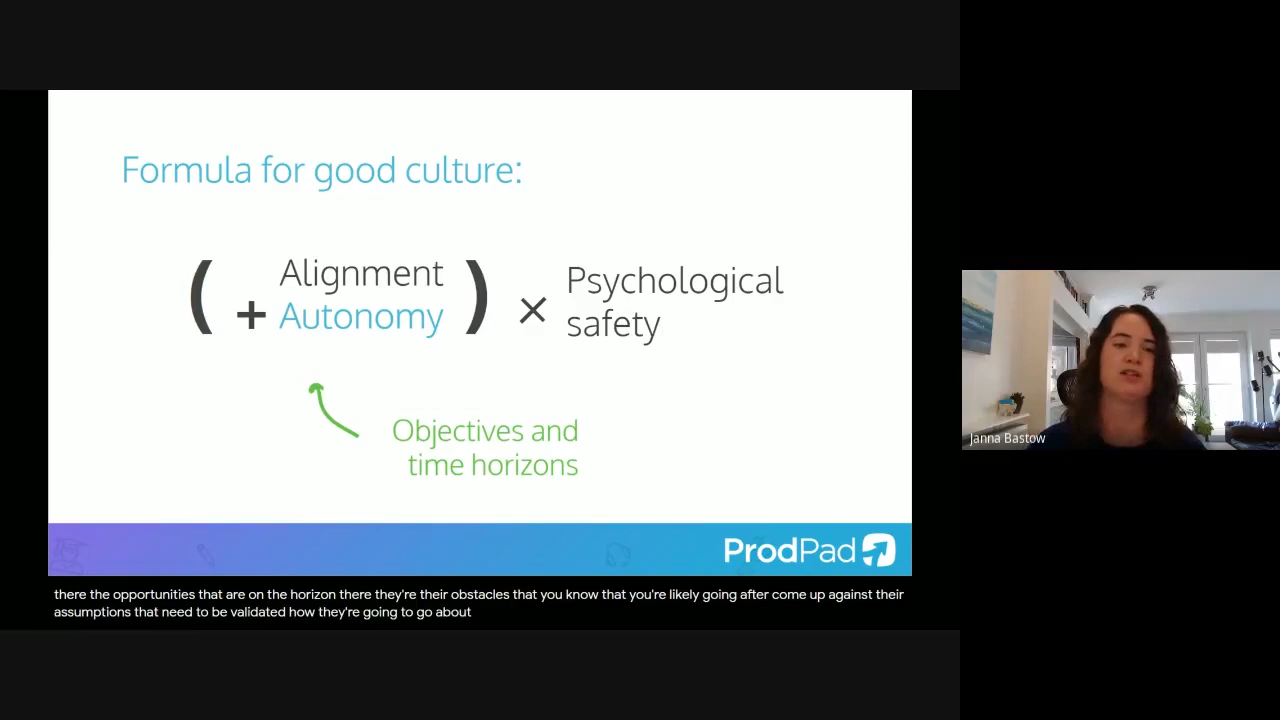 Formula for good culture:
( + Alignment
Autonomy ) × Psychological
safety
Objectives and
time horizons
ProdPad
Janna Bastow
there the opportunities that are on the horizon there they're their obstacles that you know that you're likely going after come up against their
assumptions that need to be validated how they're going to go about